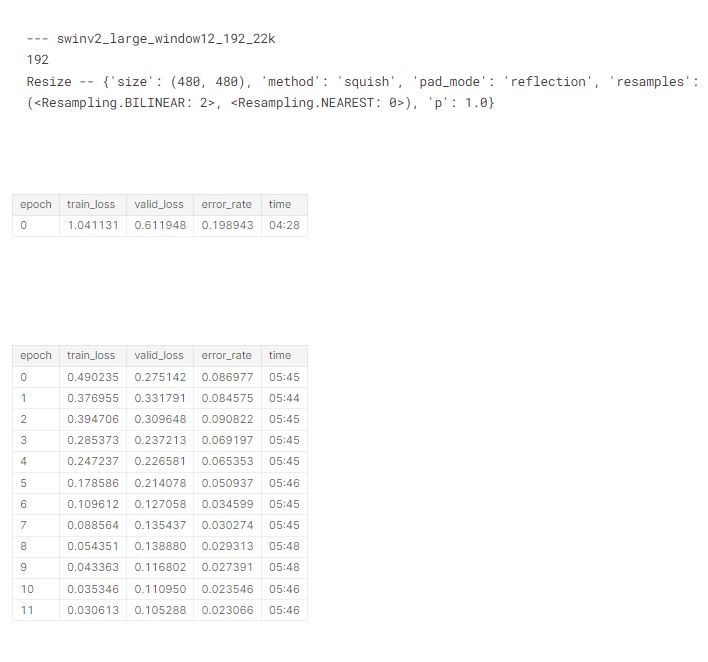 --- swinv2_large_window12_192_22k
192
Resize -- {'size': (480, 480), 'method': 'squish', 'pad_mode': 'reflection', 'resamples':
(<Resampling.BILINEAR: 2>, <Resampling.NEAREST: 0>), 'p': 1.0}
epoch train_loss valid_loss error_rate time
0 1.041131 0.611948 0.198943 04:28
epoch train_loss valid_loss error_rate time
0 0.490235 0.275142 0.086977 05:45
1 0.376955 0.331791 0.084575 05:44
2 0.394706 0.309648 0.090822 05:45
3 0.285373 0.237213 0.069197 05:45
4 0.247237 0.226581 0.065353 05:45
5 0.178586 0.214078 0.050937 05:46
6 0.109612 0.127058 0.034599 05:45
7 0.088564 0.135437 0.030274 05:45
8 0.054351 0.138880 0.029313 05:48
9 0.043363 0.116802 0.027391 05:48
10 0.035346 0.110950 0.023546 05:46
11 0.030613 0.105288 0.023066 05:46